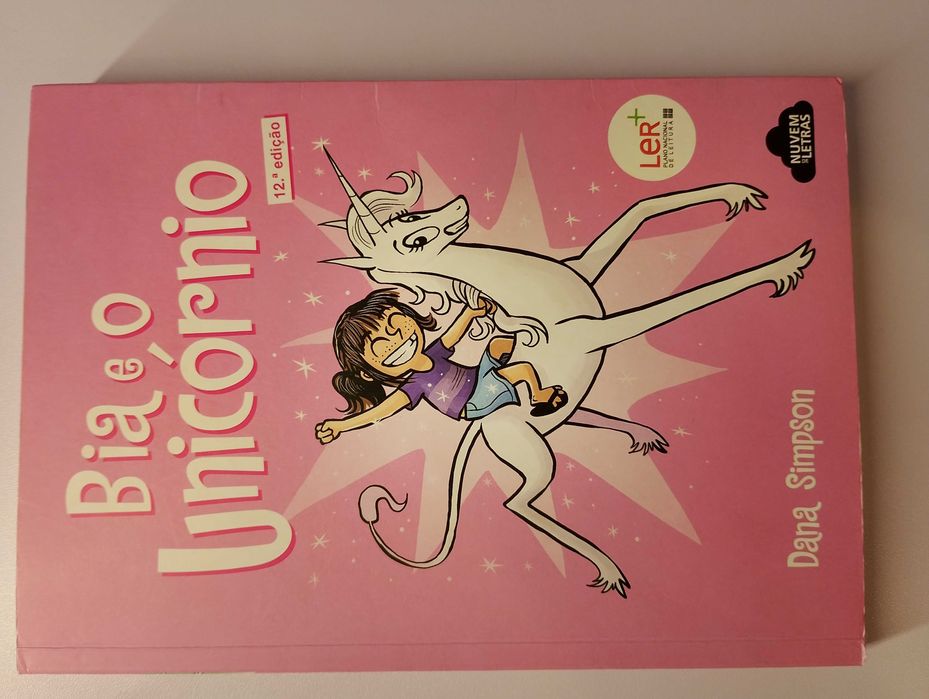 Bia e o
Unicórnio
12.ª edição
Dana Simpson
LeR+
PLANO NACIONAL
DE LEITURA
NUVEM
DE LETRAS